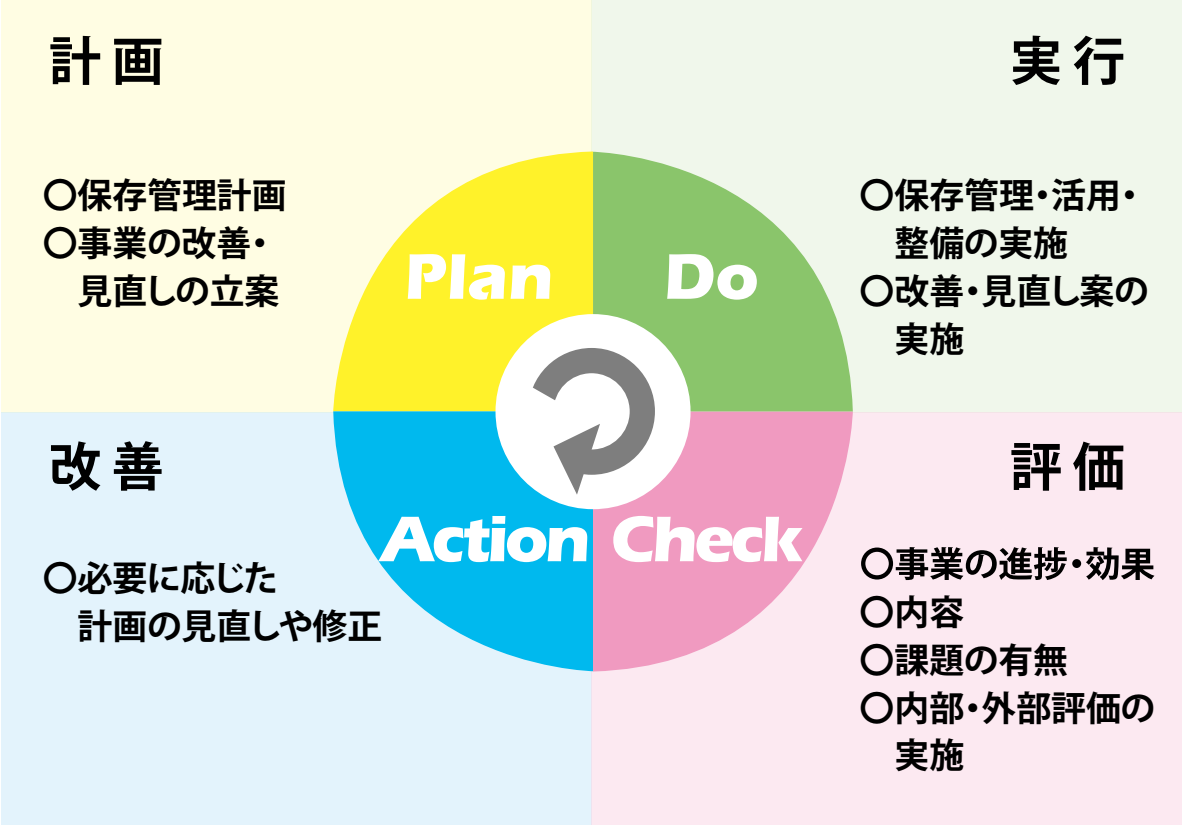 計画
〇保存管理計画
〇事業の改善・
見直しの立案
Plan
実行
〇保存管理・活用・
整備の実施
〇改善・見直し案の
実施
Do
改善
〇必要に応じた
計画の見直しや修正
Action
評価
〇事業の進捗・効果
〇内容
〇課題の有無
〇内部・外部評価の
実施
Check